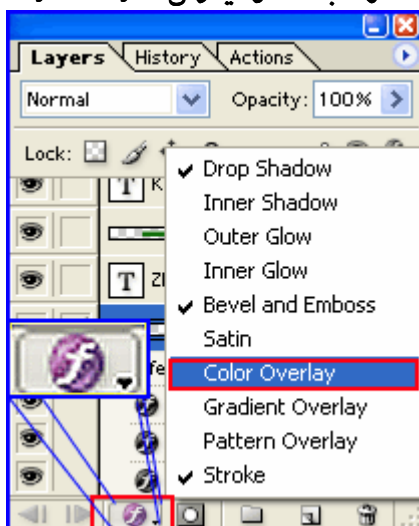 Layers History Actions
Normal Opacity: 100%
Lock:
T K
Drop Shadow
Inner Shadow
Outer Glow
T Zl
Inner Glow
Bevel and Emboss
Satin
Color Overlay
Gradient Overlay
Pattern Overlay
Stroke